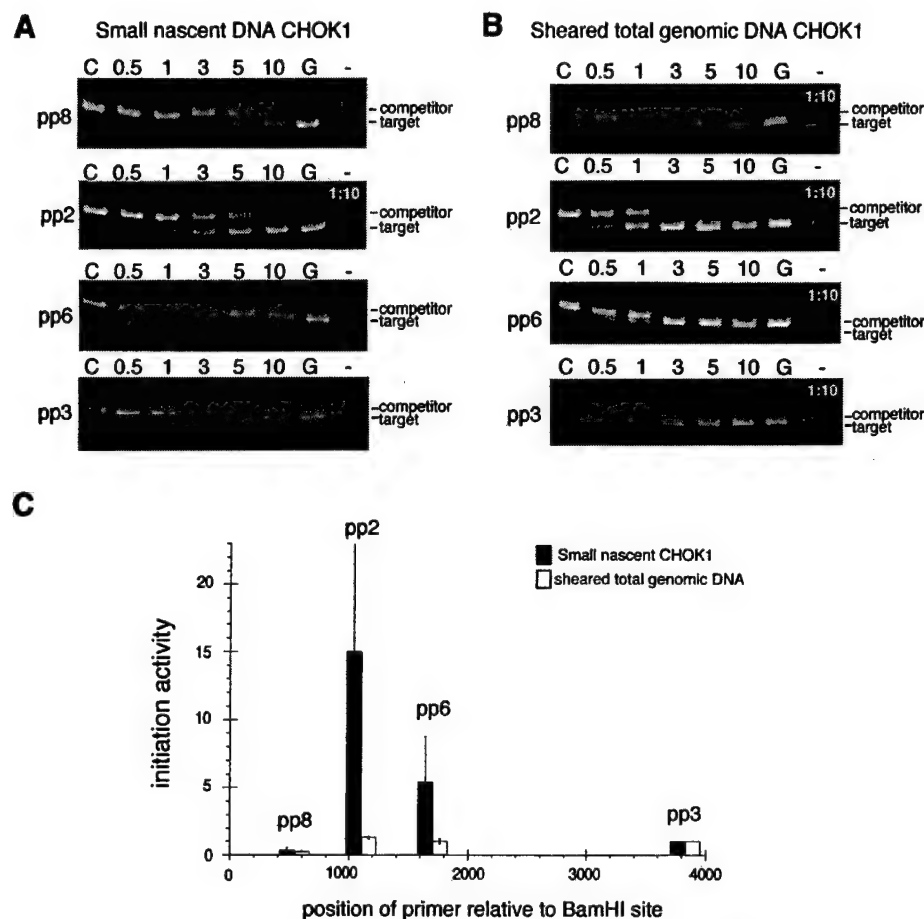 A Small nascent DNA CHOK1
C 0.5 1 3 5 10 G -
pp8
competitor
target
C 0.5 1 3 5 10 G -
pp2
1:10
competitor
target
C 0.5 1 3 5 10 G -
pp6
competitor
target
C 0.5 1 3 5 10 G -
pp3
competitor
target
B Sheared total genomic DNA CHOK1
C 0.5 1 3 5 10 G -
pp8
1:10
competitor
target
C 0.5 1 3 5 10 G -
pp2
1:10
competitor
target
C 0.5 1 3 5 10 G -
pp6
1:10
competitor
target
C 0.5 1 3 5 10 G -
pp3
1:10
competitor
target
C
pp2
Small nascent CHOK1
sheared total genomic DNA
20
15
10
5
0
initiation activity
pp8
pp6
pp3
0 1000 2000 3000 4000
position of primer relative to BamHI site